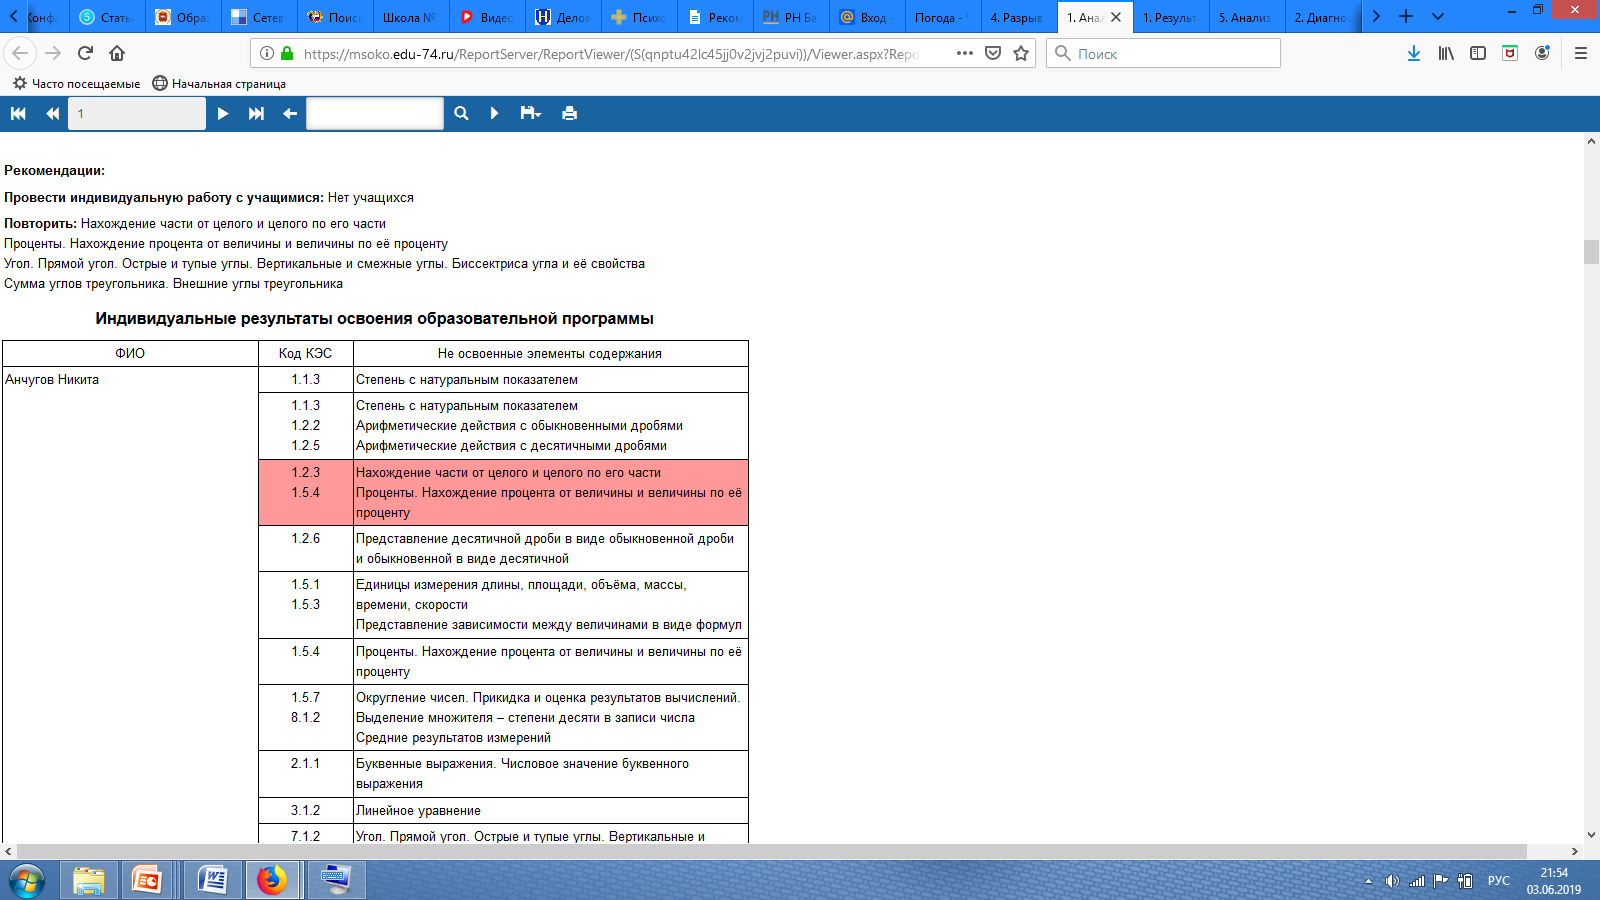 Конф
Стать
Образ
Сетев
Поиск
Школа №
Видео
Делов
Психо
Реком
РН Ба
Вход -
Погода -
4. Разрыв
1. Анал
1. Результ
5. Анализ
2. Диагнос
https://msoko.edu-74.ru/ReportServer/ReportViewer/(S(qnptu42lc45jj0v2jvj2puvi))/Viewer.aspx?Repo
Поиск
Часто посещаемые
Начальная страница
1
Рекомендации:
Провести индивидуальную работу с учащимися: Нет учащихся
Повторить: Нахождение части от целого и целого по его части
Проценты. Нахождение процента от величины и величины по её проценту
Угол. Прямой угол. Острые и тупые углы. Вертикальные и смежные углы. Биссектриса угла и её свойства
Сумма углов треугольника. Внешние углы треугольника
Индивидуальные результаты освоения образовательной программы
ФИО Код КЭС Не освоенные элементы содержания
Анчугов Никита 1.1.3 Степень с натуральным показателем
1.1.3 Степень с натуральным показателем
1.2.2 Арифметические действия с обыкновенными дробями
1.2.5 Арифметические действия с десятичными дробями
1.2.3 Нахождение части от целого и целого по его части
1.5.4 Проценты. Нахождение процента от величины и величины по её
проценту
1.2.6 Представление десятичной дроби в виде обыкновенной дроби
и обыкновенной в виде десятичной
1.5.1 Единицы измерения длины, площади, объёма, массы,
1.5.3 времени, скорости
Представление зависимости между величинами в виде формул
1.5.4 Проценты. Нахождение процента от величины и величины по её
проценту
1.5.7 Округление чисел. Прикидка и оценка результатов вычислений.
8.1.2 Выделение множителя – степени десяти в записи числа
Средние результатов измерений
2.1.1 Буквенные выражения. Числовое значение буквенного
выражения
3.1.2 Линейное уравнение
7.1.2 Угол. Прямой угол. Острые и тупые углы. Вертикальные и
РУС
21:54
03.06.2019